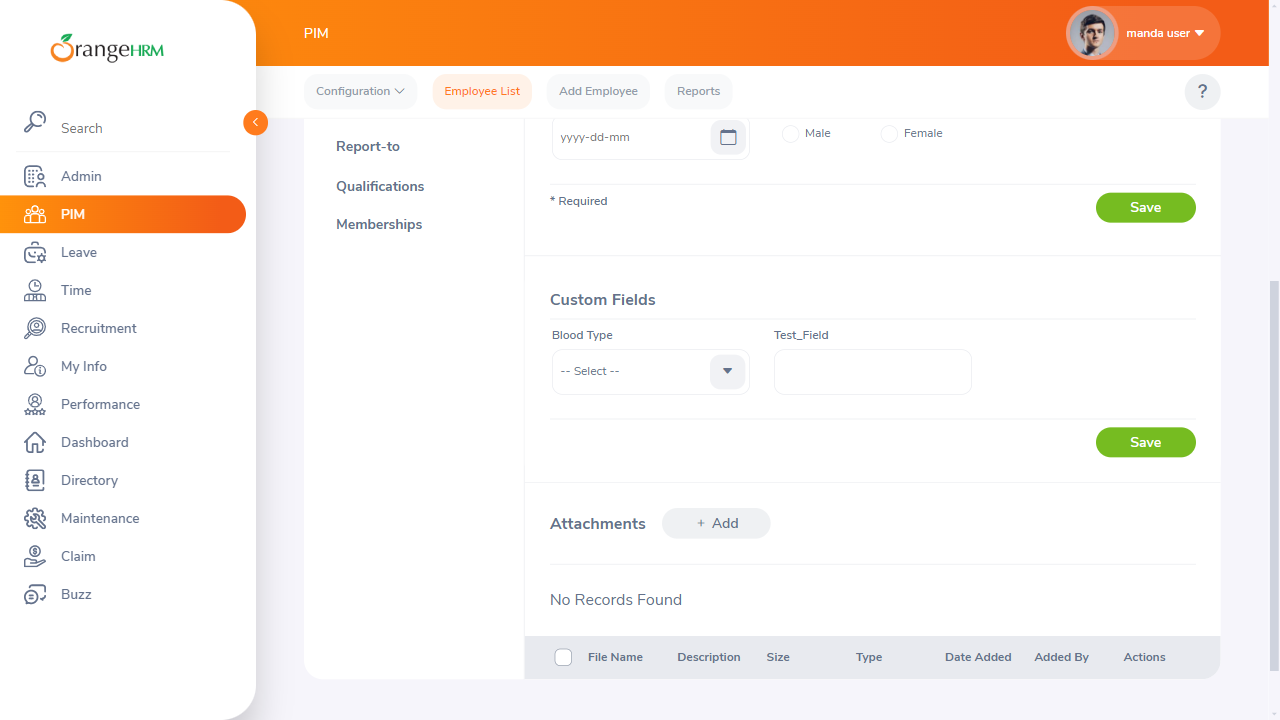 OrangeHRM
PIM
manda user
Configuration
Employee List
Add Employee
Reports
?
Search
Admin
PIM
Leave
Time
Recruitment
My Info
Performance
Dashboard
Directory
Maintenance
Claim
Buzz
Report-to
Qualifications
Memberships
yyyy-dd-mm
Male
Female
* Required
Save
Custom Fields
Blood Type
Test_Field
-- Select --
Save
Attachments
+ Add
No Records Found
File Name
Description
Size
Type
Date Added
Added By
Actions